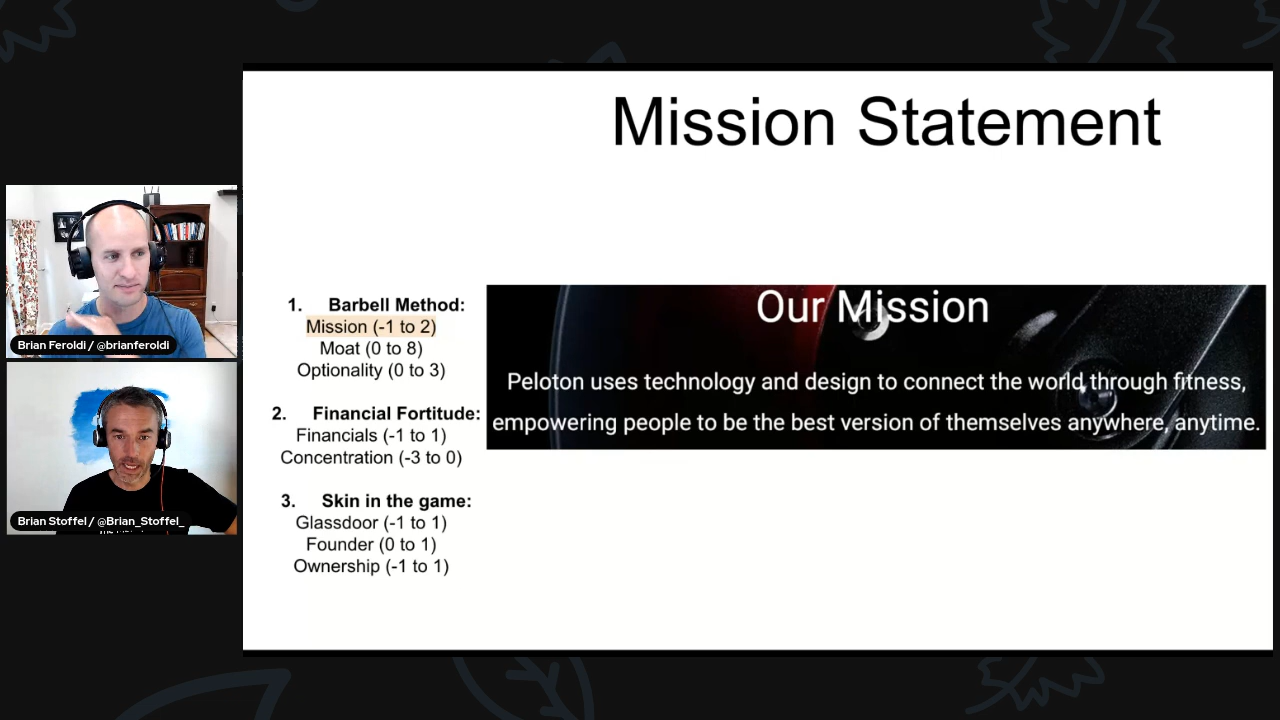 Mission Statement
Brian Feroldi / @brianferoldi
Brian Stoffel / @Brian_Stoffel_
1. Barbell Method:
Mission (-1 to 2)
Moat (0 to 8)
Optionality (0 to 3)
2. Financial Fortitude:
Financials (-1 to 1)
Concentration (-3 to 0)
3. Skin in the game:
Glassdoor (-1 to 1)
Founder (0 to 1)
Ownership (-1 to 1)
Our Mission
Peloton uses technology and design to connect the world through fitness,
empowering people to be the best version of themselves anywhere, anytime.